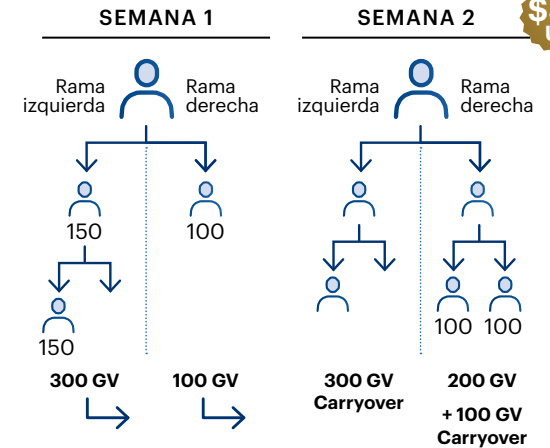 SEMANA 1
Rama
izquierda
Rama
derecha
150
100
150
300 GV
100 GV
SEMANA 2
$
Rama
izquierda
Rama
derecha
100
100
300 GV
Carryover
200 GV
+ 100 GV
Carryover